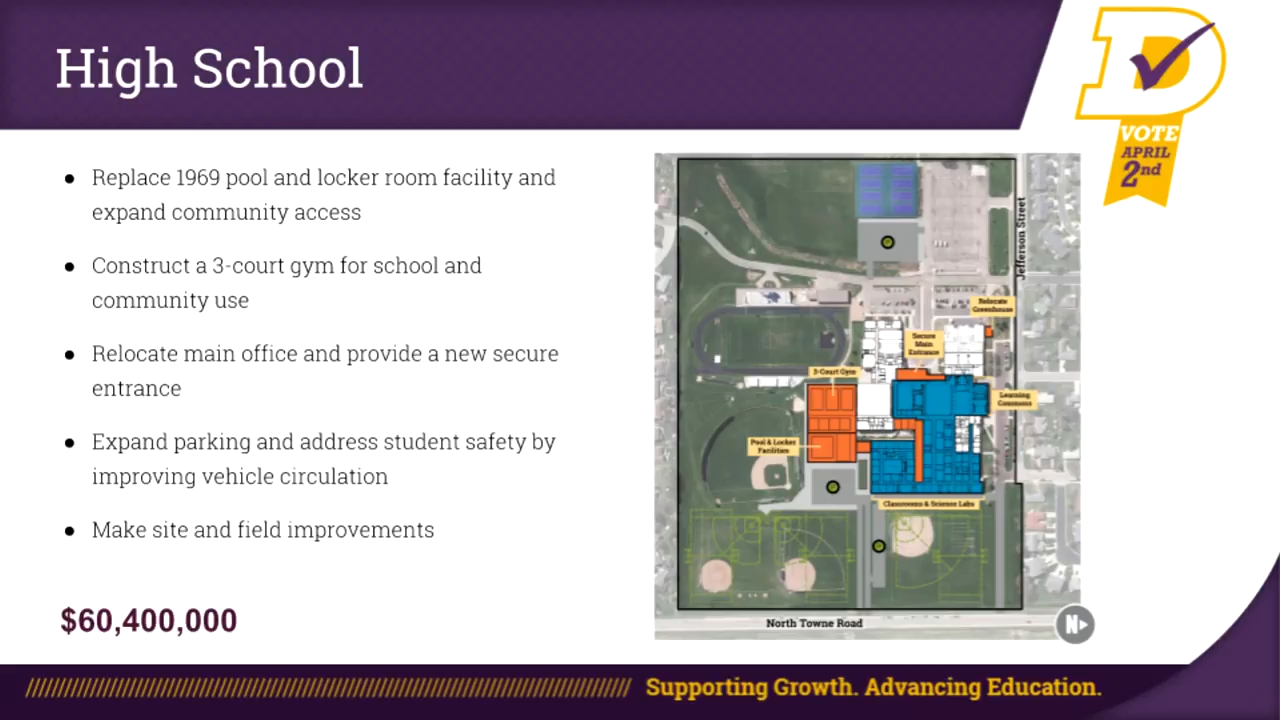 High School
D
VOTE
APRIL
2nd
● Replace 1969 pool and locker room facility and
expand community access
● Construct a 3-court gym for school and
community use
● Relocate main office and provide a new secure
entrance
● Expand parking and address student safety by
improving vehicle circulation
● Make site and field improvements
$60,400,000
Jefferson Street
Relocate
Greenhouse
Secure
Main
Entrance
3-Court Gym
Learning
Commons
Pool & Locker
Facilities
Classrooms & Science Labs
North Towne Road
N
Supporting Growth. Advancing Education.